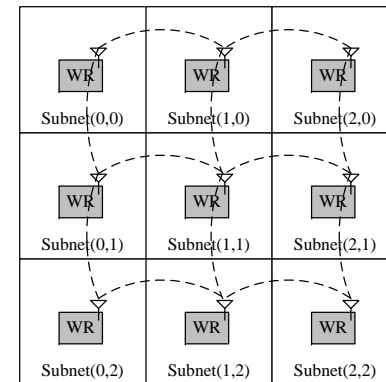 WR WR WR
Subnet(0,0) Subnet(1,0) Subnet(2,0)
WR WR WR
Subnet(0,1) Subnet(1,1) Subnet(2,1)
WR WR WR
Subnet(0,2) Subnet(1,2) Subnet(2,2)